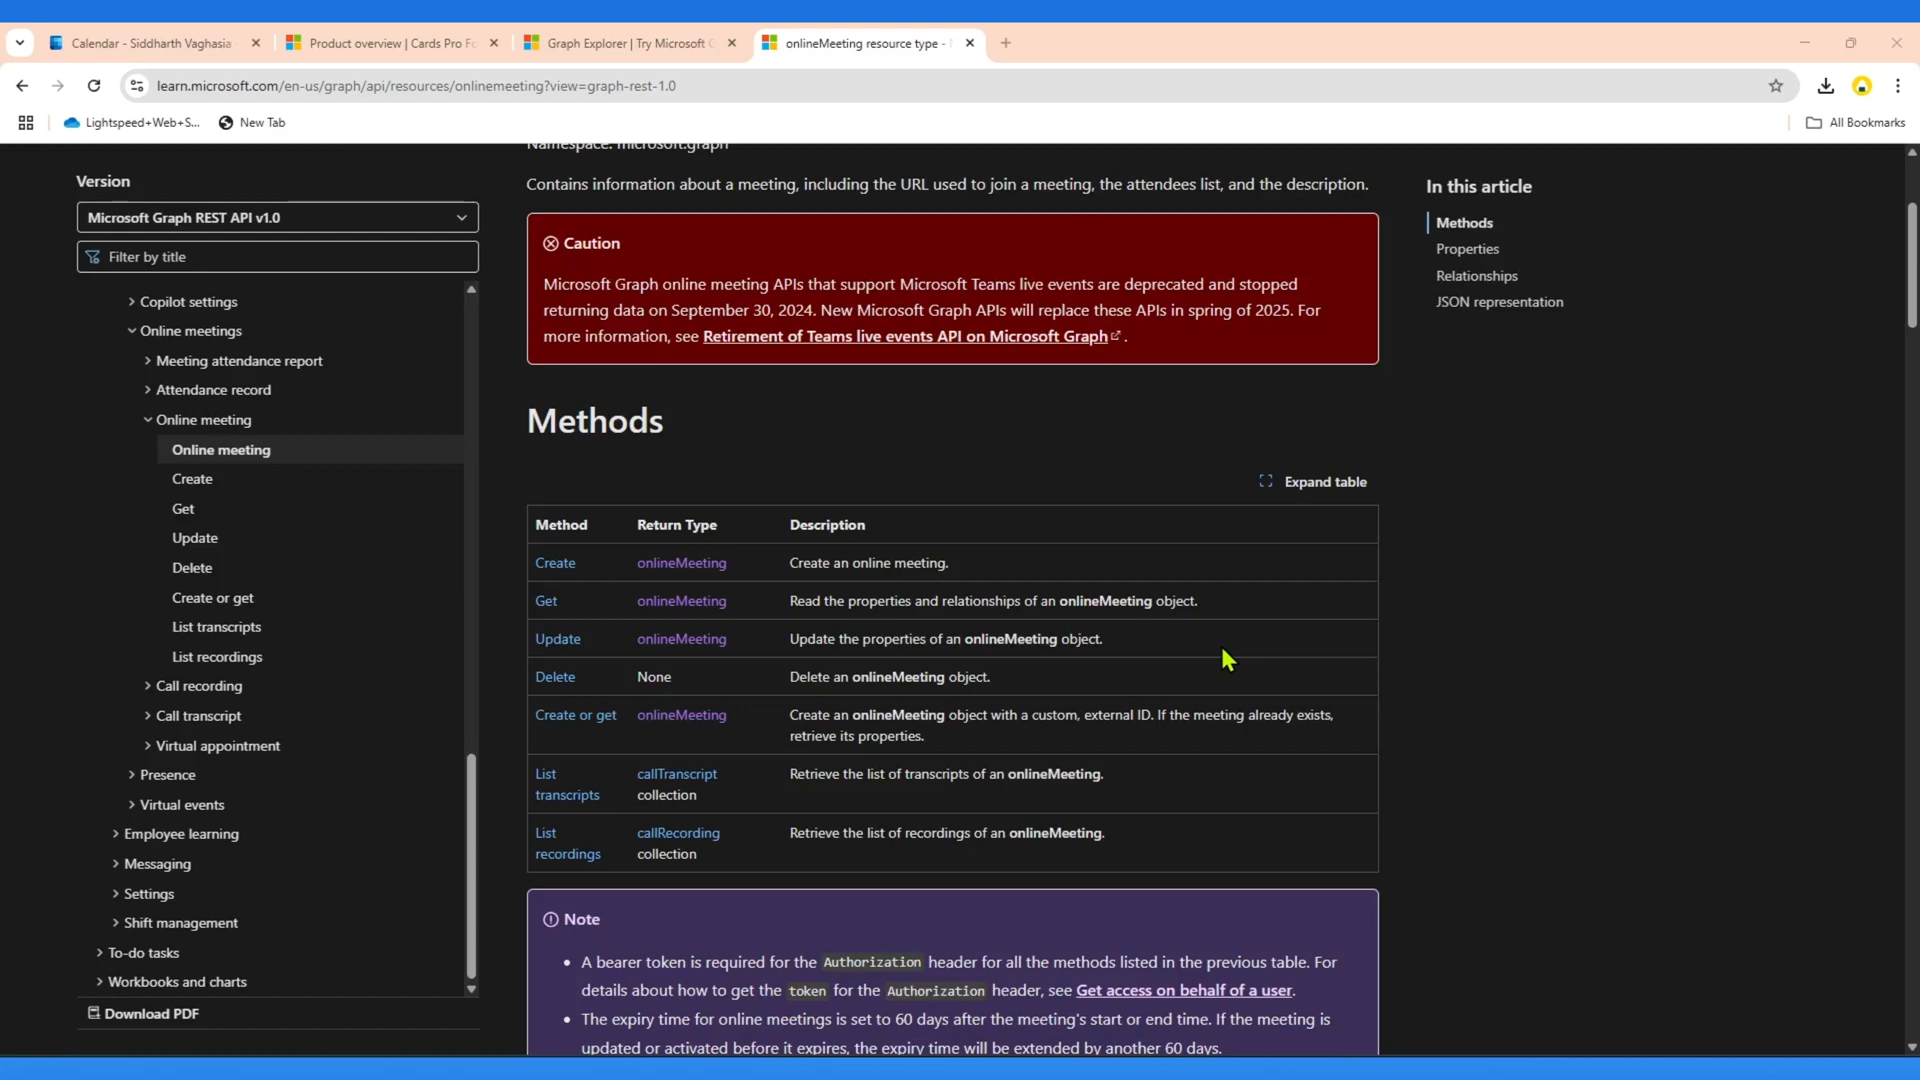 Calendar - Siddharth Vaghasia
Product overview | Cards Pro Fo
Graph Explorer | Try Microsoft G
onlineMeeting resource type -
learn.microsoft.com/en-us/graph/api/resources/onlinemeeting?view=graph-rest-1.0
Lightspeed+Web+S...
New Tab
All Bookmarks
Version
Microsoft Graph REST API v1.0
Filter by title
Copilot settings
Online meetings
Meeting attendance report
Attendance record
Online meeting
Online meeting
Create
Get
Update
Delete
Create or get
List transcripts
List recordings
Call recording
Call transcript
Virtual appointment
Presence
Virtual events
Employee learning
Messaging
Settings
Shift management
To-do tasks
Workbooks and charts
Download PDF
Namespace: microsoft.graph
Contains information about a meeting, including the URL used to join a meeting, the attendees list, and the description.
Caution
Microsoft Graph online meeting APIs that support Microsoft Teams live events are deprecated and stopped
returning data on September 30, 2024. New Microsoft Graph APIs will replace these APIs in spring of 2025. For
more information, see Retirement of Teams live events API on Microsoft Graph.
Methods
Expand table
Method Return Type Description
Create onlineMeeting Create an online meeting.
Get onlineMeeting Read the properties and relationships of an onlineMeeting object.
Update onlineMeeting Update the properties of an onlineMeeting object.
Delete None Delete an onlineMeeting object.
Create or get onlineMeeting Create an onlineMeeting object with a custom, external ID. If the meeting already exists,
retrieve its properties.
List callTranscript Retrieve the list of transcripts of an onlineMeeting.
transcripts collection
List callRecording Retrieve the list of recordings of an onlineMeeting.
recordings collection
Note
• A bearer token is required for the Authorization header for all the methods listed in the previous table. For
details about how to get the token for the Authorization header, see Get access on behalf of a user.
• The expiry time for online meetings is set to 60 days after the meeting's start or end time. If the meeting is
updated or activated before it expires, the expiry time will be extended by another 60 days.
In this article
Methods
Properties
Relationships
JSON representation